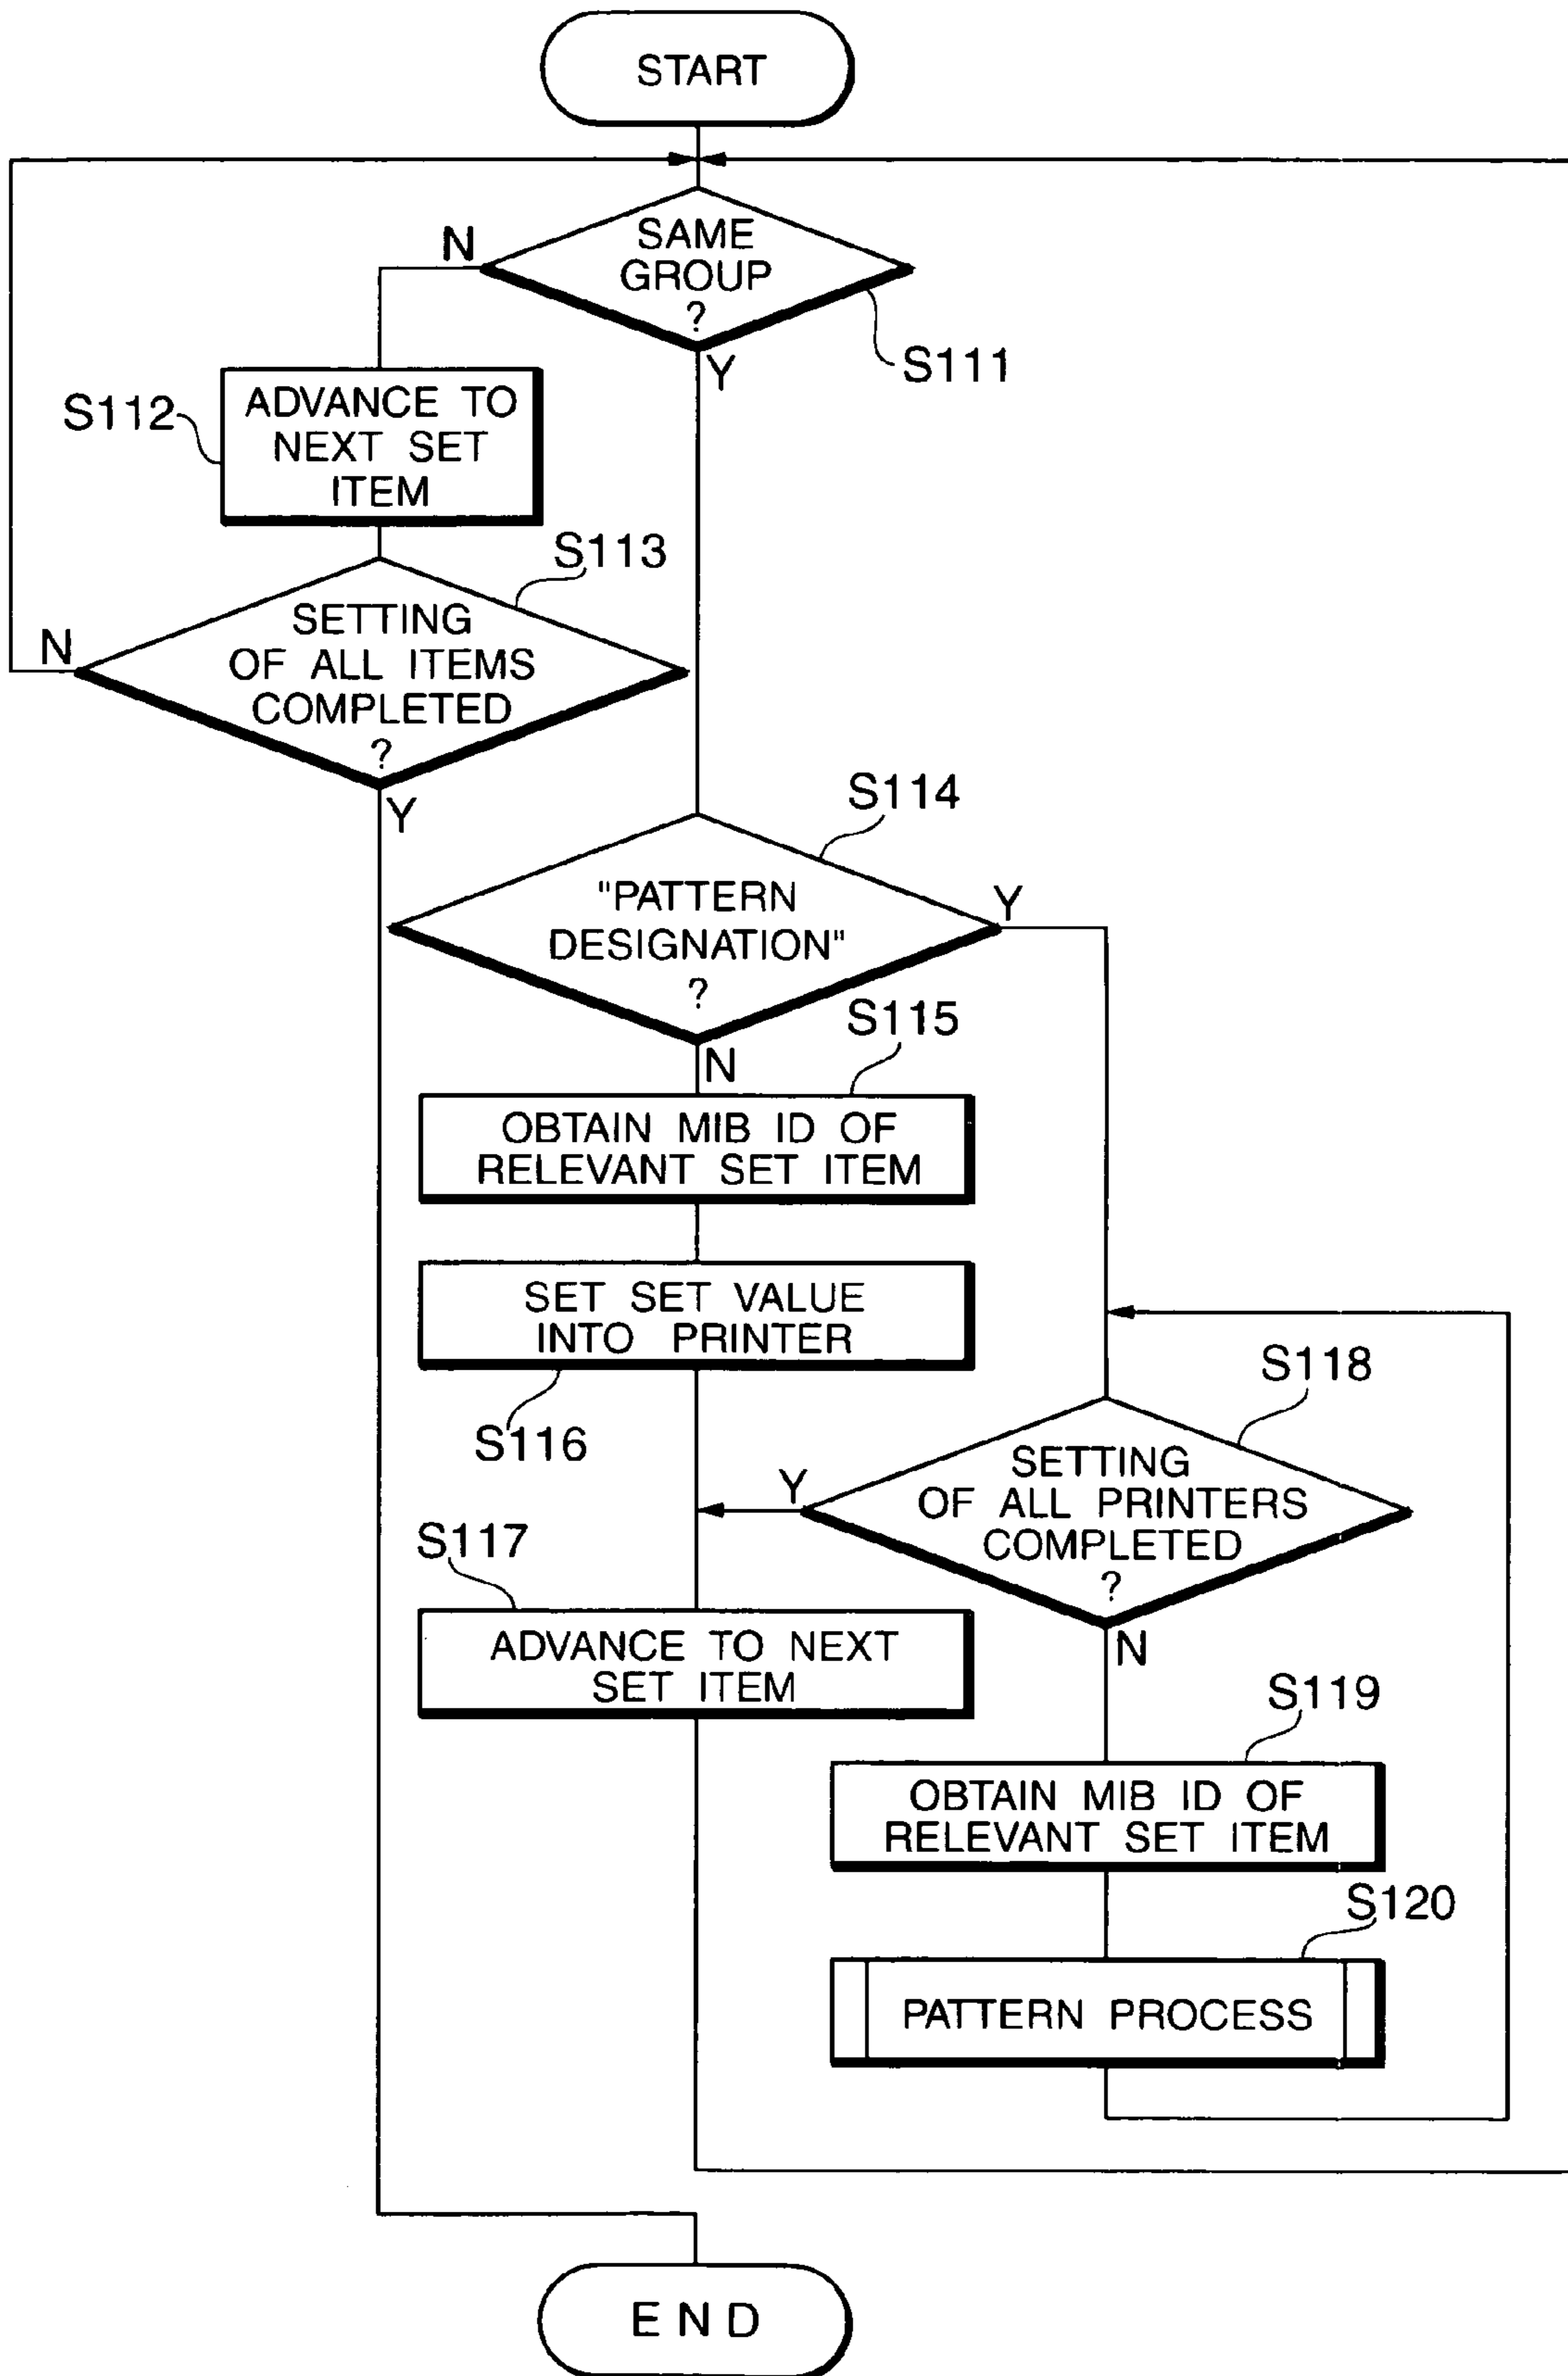 START
N
SAME
GROUP
?
Y
S111
S112
ADVANCE TO
NEXT SET
ITEM
S113
N
SETTING
OF ALL ITEMS
COMPLETED
?
Y
S114
"PATTERN
DESIGNATION"
?
Y
N
S115
OBTAIN MIB ID OF
RELEVANT SET ITEM
SET SET VALUE
INTO PRINTER
S116
S118
Y
SETTING
OF ALL PRINTERS
COMPLETED
?
N
S117
ADVANCE TO NEXT
SET ITEM
S119
OBTAIN MIB ID OF
RELEVANT SET ITEM
S120
PATTERN PROCESS
END